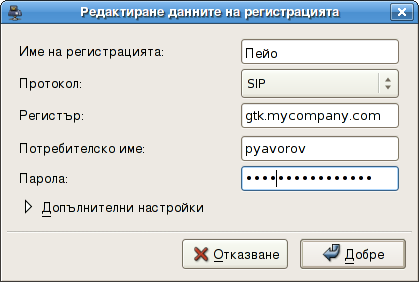 Редактиране данните на регистрацията
Име на регистрацията: Пейо
Протокол: SIP
Регистър: gtk.mycompany.com
Потребителско име: pyavorov
Парола: ••••••••••••••••
Допълнителни настройки
Отказване Добре